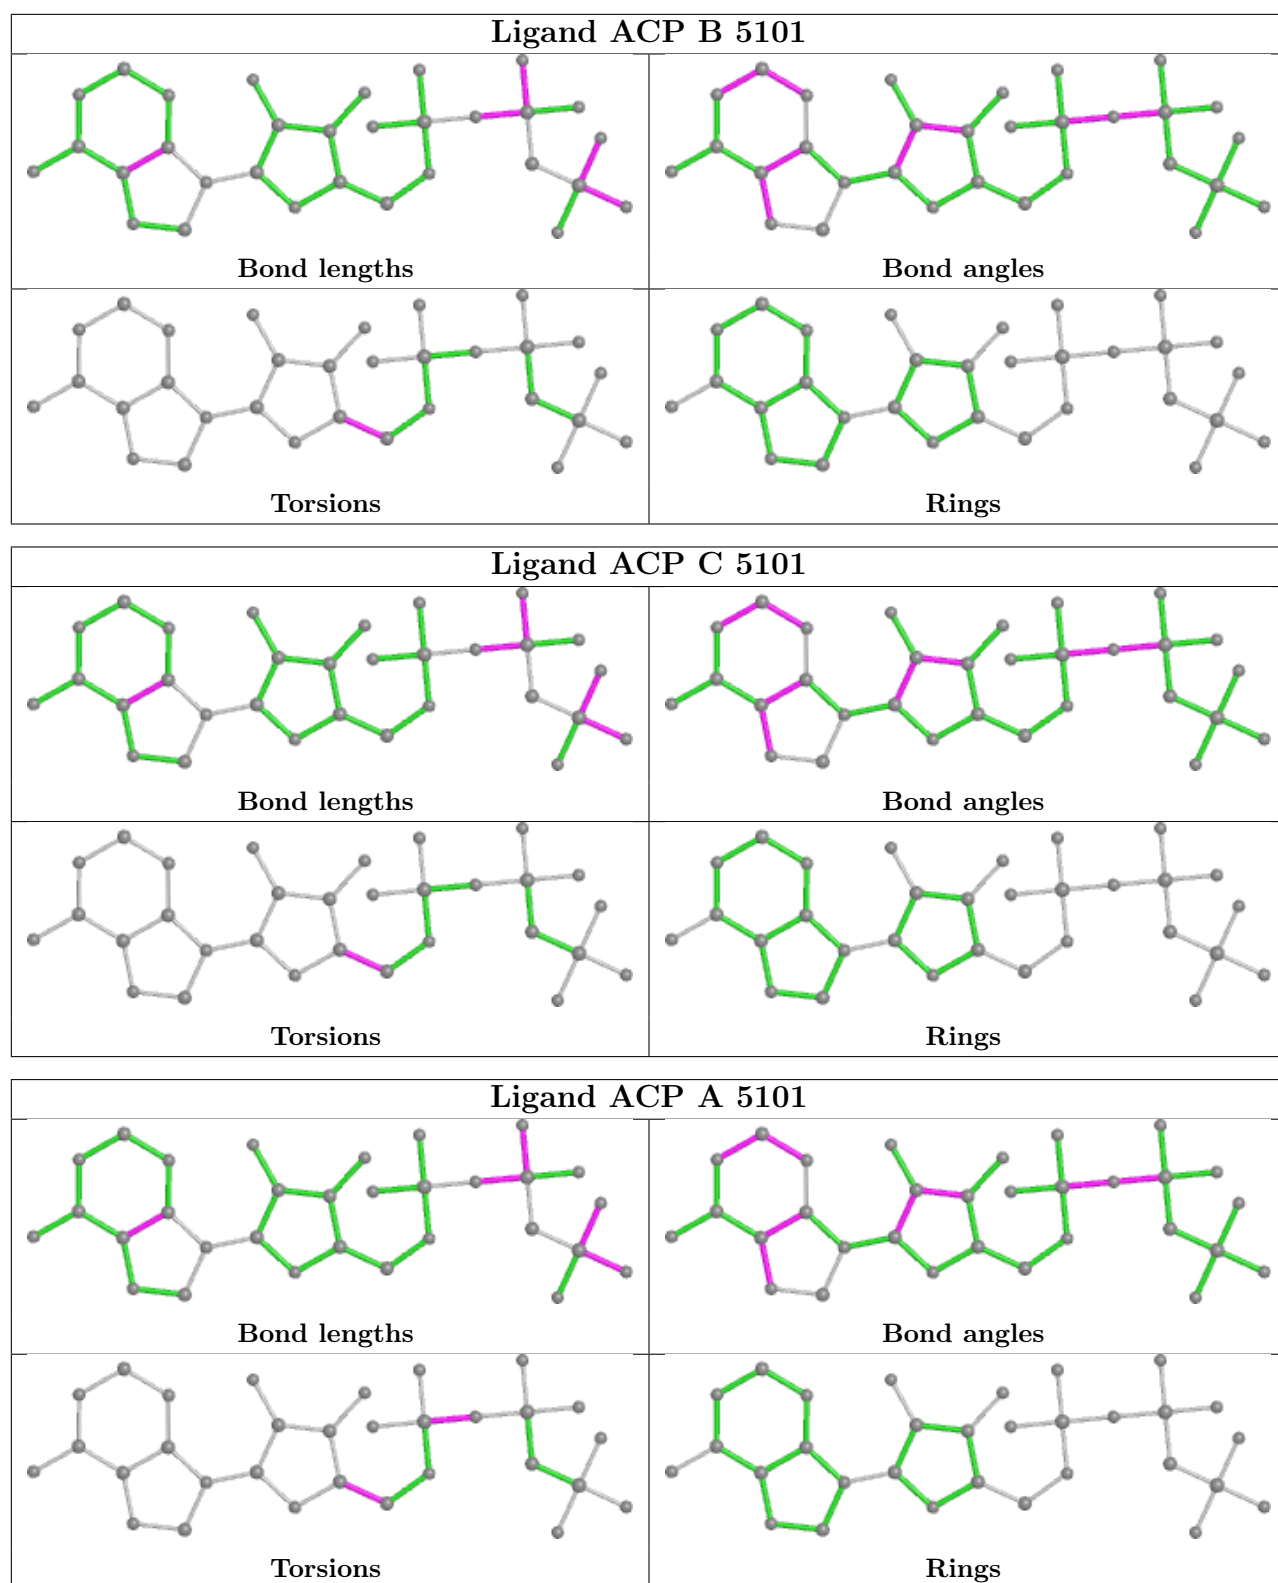 Ligand ACP B 5101
Bond lengths
Bond angles
Torsions
Rings
Ligand ACP C 5101
Bond lengths
Bond angles
Torsions
Rings
Ligand ACP A 5101
Bond lengths
Bond angles
Torsions
Rings